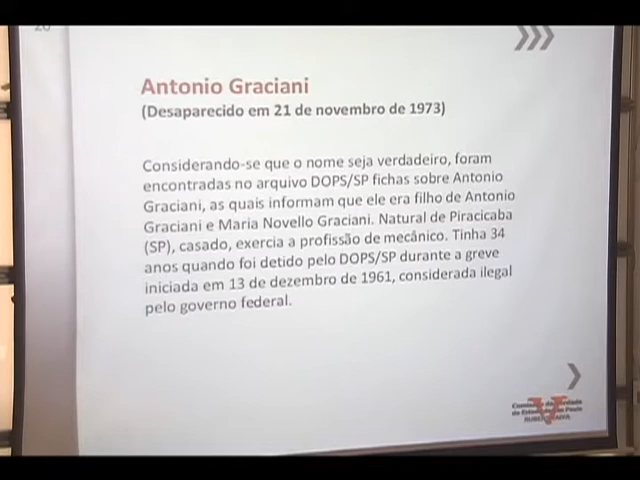 Antonio Graciani
(Desaparecido em 21 de novembro de 1973)
Considerando-se que o nome seja verdadeiro, foram
encontradas no arquivo DOPS/SP fichas sobre Antonio
Graciani, as quais informam que ele era filho de Antonio
Graciani e Maria Novello Graciani. Natural de Piracicaba
(SP), casado, exercia a profissão de mecânico. Tinha 34
anos quando foi detido pelo DOPS/SP durante a greve
iniciada em 13 de dezembro de 1961, considerada ilegal
pelo governo federal.